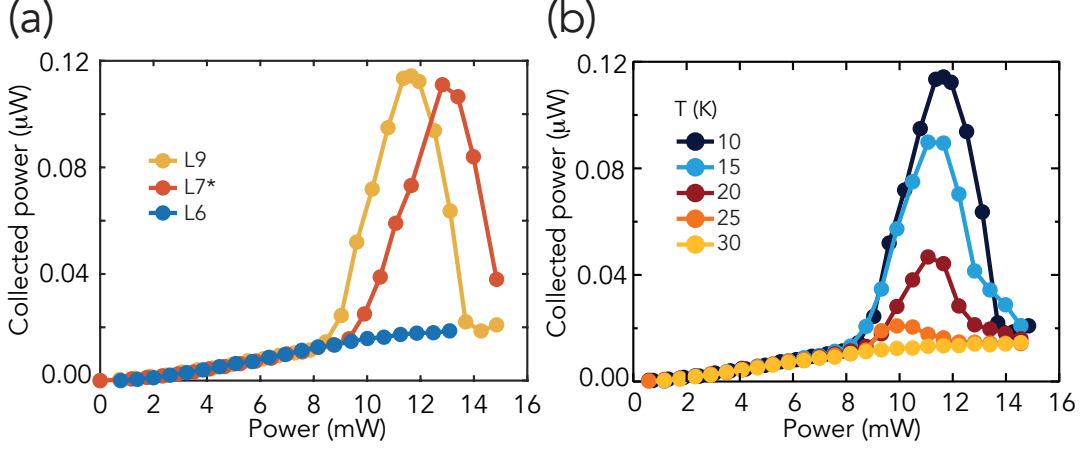 (a)
Collected power (μW)
0.12
0.08
0.04
0.00
L9
L7*
L6
0 2 4 6 8 10 12 14 16
Power (mW)
(b)
Collected power (μW)
0.12
0.08
0.04
0.00
T (K)
10
15
20
25
30
0 2 4 6 8 10 12 14 16
Power (mW)